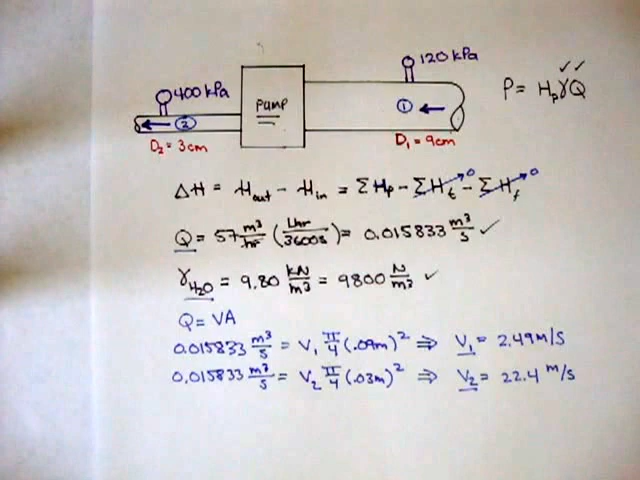 120 kPa
400 kPa
P = HpγQ
Pump
①
②
D₂ = 3cm
D₁ = 9cm
ΔH = Hout - Hin = ΣHp - ΣHt→0 - ΣHf→0
Q = 57 m³/hr (1hr/3600s) = 0.015833 m³/s ✓
γH2O = 9.80 kN/m³ = 9800 N/m³ ✓
Q = VA
0.015833 m³/s = V₁ π/4 (.09m)² ⇒ V₁ = 2.49 m/s
0.015833 m³/s = V₂ π/4 (.03m)² ⇒ V₂ = 22.4 m/s